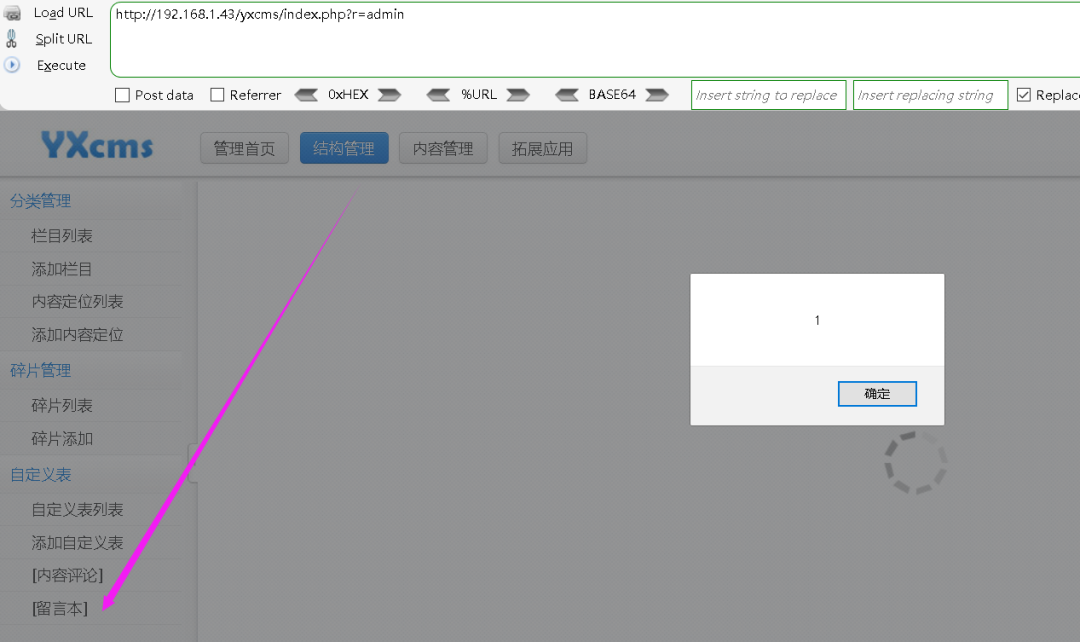 Load URL
http://192.168.1.43/yxcms/index.php?r=admin
Split URL
Execute
Post data Referrer 0xHEX %URL BASE64 Insert string to replace Insert replacing string Replac
YXcms 管理首页 结构管理 内容管理 拓展应用
分类管理
栏目列表
添加栏目
内容定位列表
添加内容定位
碎片管理
碎片列表
碎片添加
自定义表
自定义表列表
添加自定义表
[内容评论]
[留言本]
1
确定